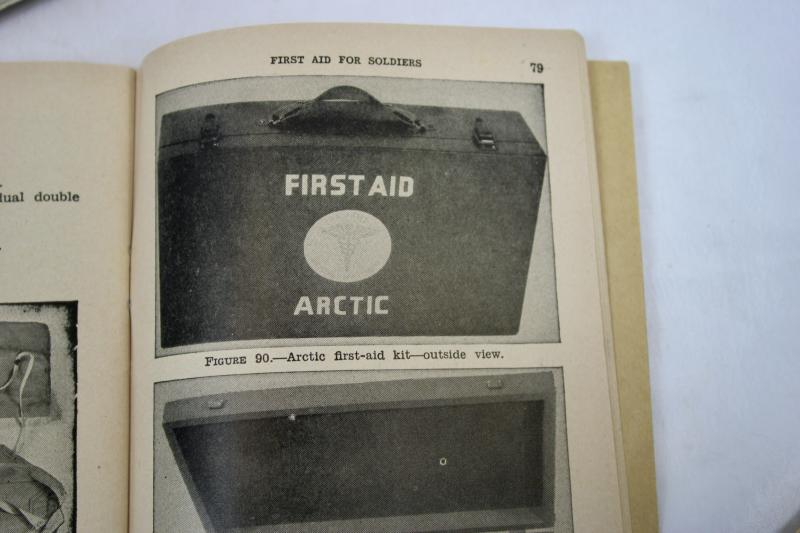 dual double
FIRST AID FOR SOLDIERS
79
FIRST AID
ARCTIC
FIGURE 90.—Arctic first-aid kit—outside view.